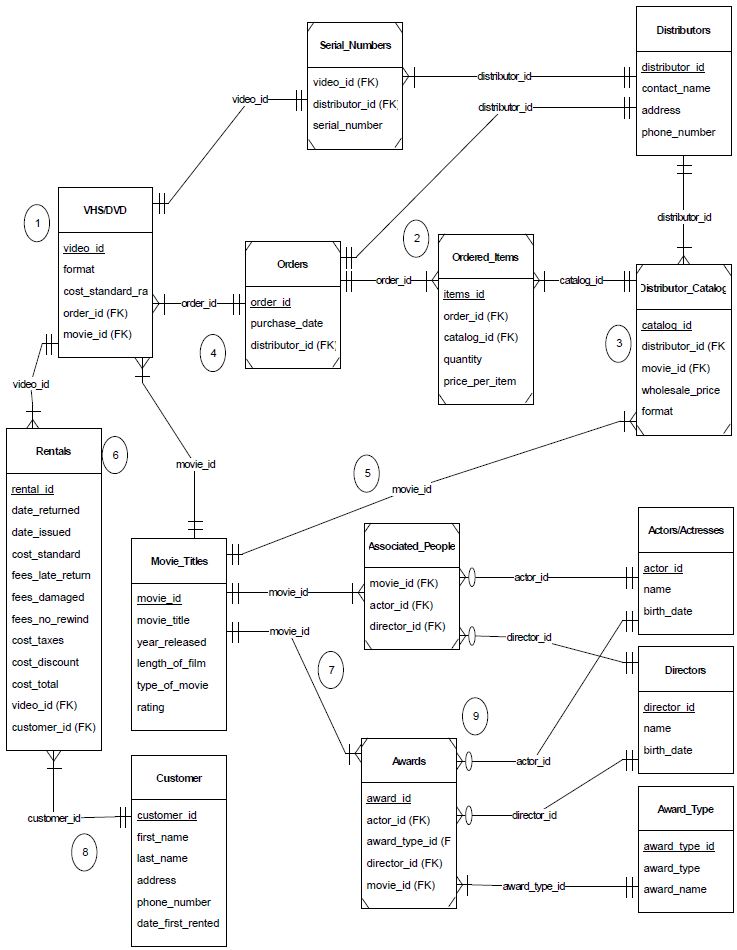 Serial_Numbers
video_id (FK)
distributor_id (FK
serial_number
Distributors
distributor_id
contact_name
address
phone_number
distributor_id
distributor_id
video_id
distributor_id
1
VHS/DVD
video_id
format
cost_standard_ra
order_id (FK)
movie_id (FK)
order_id
4
Orders
order_id
purchase_date
distributor_id (FK
order_id
2
Ordered_Items
items_id
order_id (FK)
catalog_id (FK)
quantity
price_per_item
catalog_id
3
Distributor_Catalog
catalog_id
distributor_id (FK
movie_id (FK)
wholesale_price
format
video_id
movie_id
5
movie_id
Rentals
6
rental_id
date_returned
date_issued
cost_standard
fees_late_return
fees_damaged
fees_no_rewind
cost_taxes
cost_discount
cost_total
video_id (FK)
customer_id (FK)
Movie_Titles
movie_id
movie_title
year_released
length_of_film
type_of_movie
rating
movie_id
movie_id
7
Associated_People
movie_id (FK)
actor_id (FK)
director_id (FK)
actor_id
director_id
Actors/Actresses
actor_id
name
birth_date
Directors
director_id
name
birth_date
9
Awards
award_id
actor_id (FK)
award_type_id (F
director_id (FK)
movie_id (FK)
actor_id
director_id
award_type_id
Award_Type
award_type_id
award_type
award_name
Customer
customer_id
first_name
last_name
address
phone_number
date_first_rented
customer_id
8